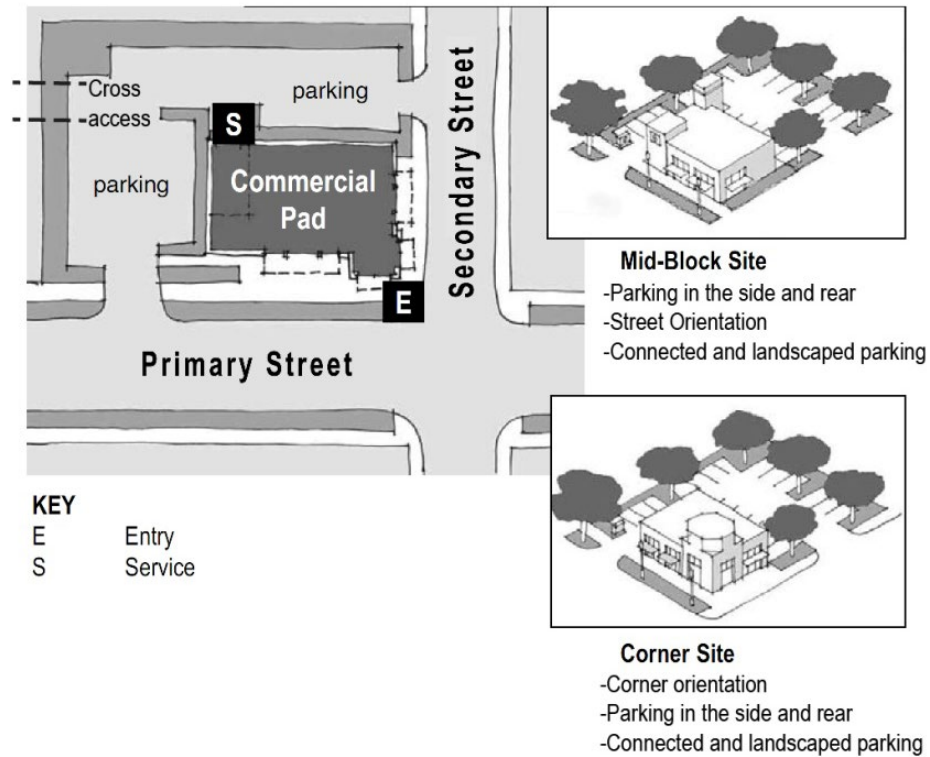 Cross
access
parking
S
parking
Commercial
Pad
E
Secondary Street
Primary Street
KEY
E Entry
S Service
Mid-Block Site
-Parking in the side and rear
-Street Orientation
-Connected and landscaped parking
Corner Site
-Corner orientation
-Parking in the side and rear
-Connected and landscaped parking